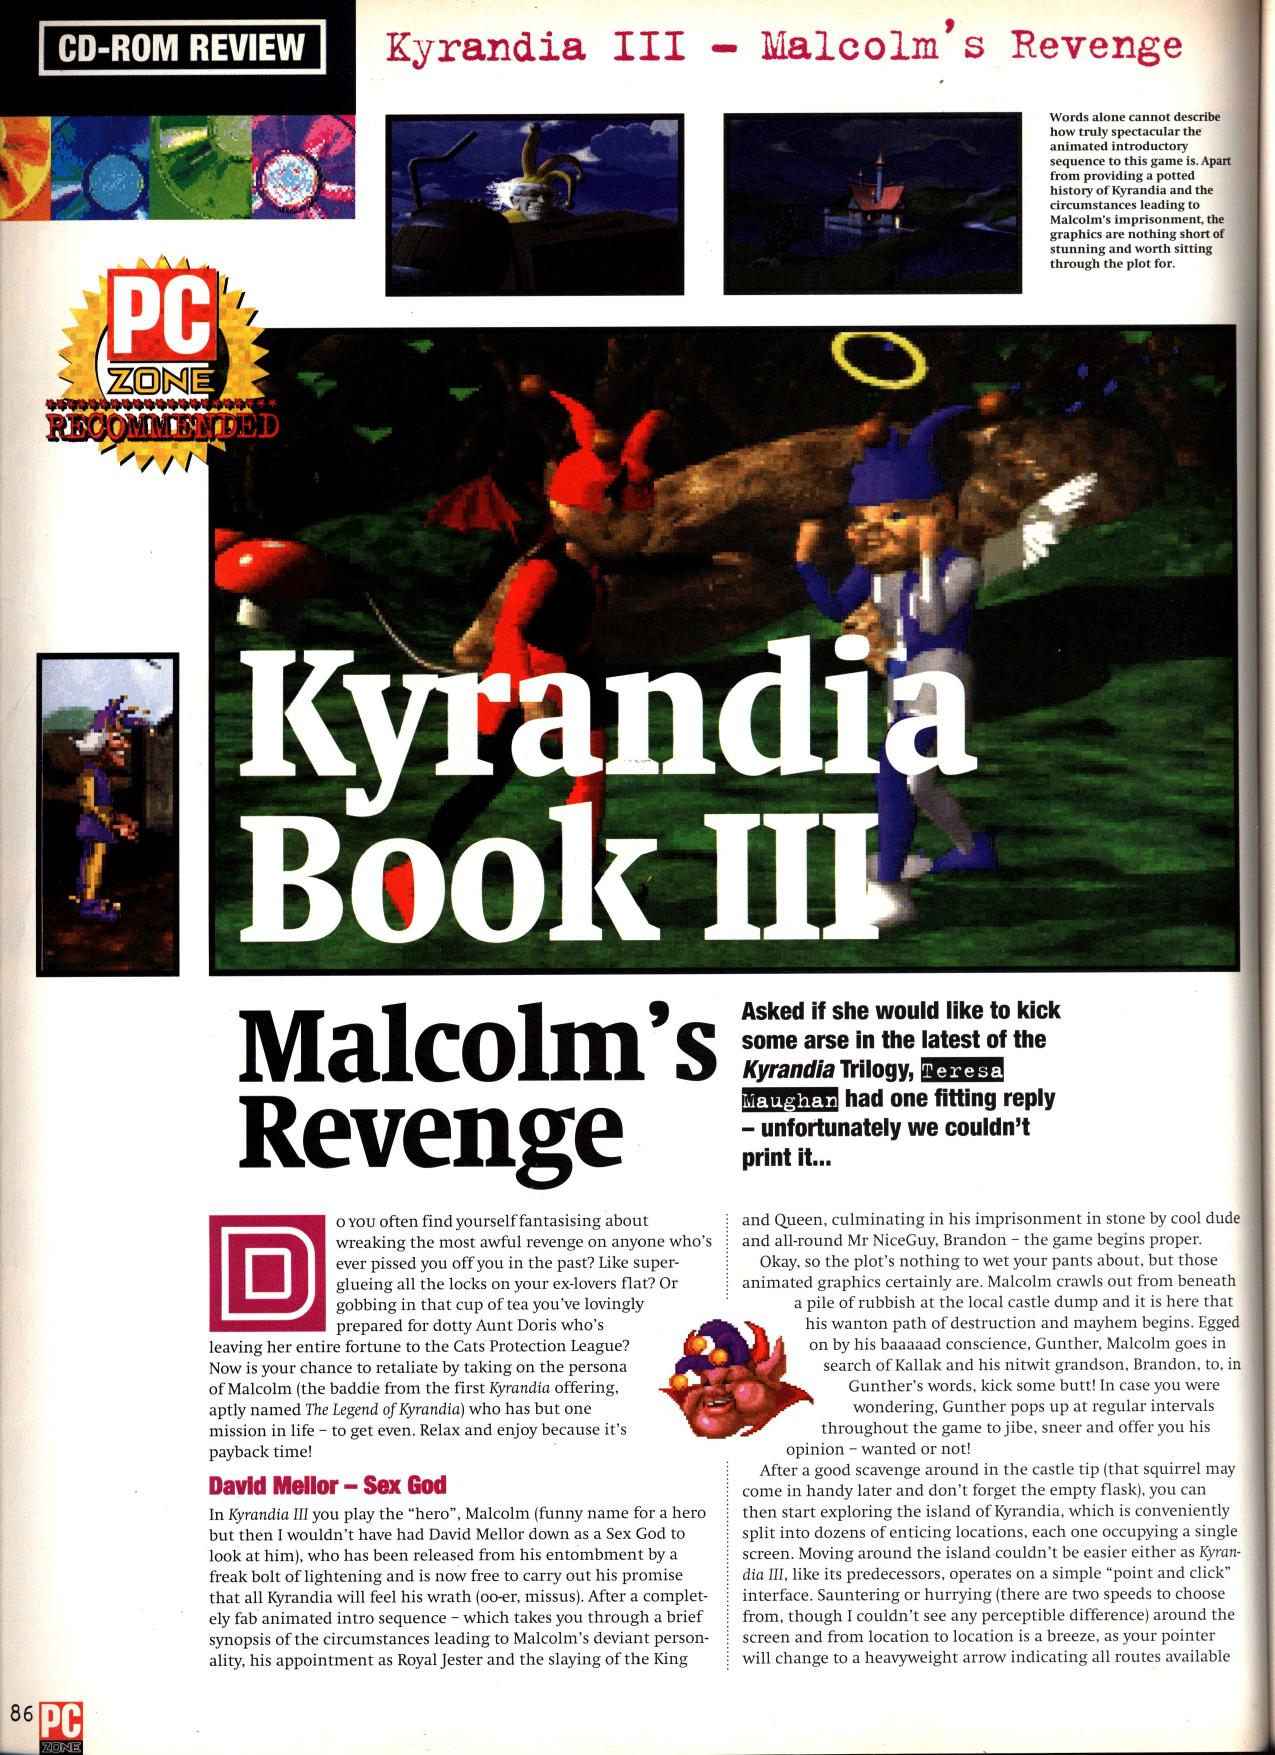 CD-ROM REVIEW
Kyrandia III – Malcolm's Revenge
Words alone cannot describe
how truly spectacular the
animated introductory
sequence to this game is. Apart
from providing a potted
history of Kyrandia and the
circumstances leading to
Malcolm's imprisonment, the
graphics are nothing short of
stunning and worth sitting
through the plot for.
PC
ZONE
RECOMMENDED
Kyrandia
Book III
Malcolm's
Revenge
Asked if she would like to kick
some arse in the latest of the
Kyrandia Trilogy, Teresa
Maughan had one fitting reply
– unfortunately we couldn't
print it...
DO YOU often find yourself fantasising about
wreaking the most awful revenge on anyone who's
ever pissed you off you in the past? Like super-
glueing all the locks on your ex-lovers flat? Or
gobbing in that cup of tea you've lovingly
prepared for dotty Aunt Doris who's
leaving her entire fortune to the Cats Protection League?
Now is your chance to retaliate by taking on the persona
of Malcolm (the baddie from the first Kyrandia offering,
aptly named The Legend of Kyrandia) who has but one
mission in life – to get even. Relax and enjoy because it's
payback time!
David Mellor – Sex God
In Kyrandia III you play the “hero”, Malcolm (funny name for a hero
but then I wouldn't have had David Mellor down as a Sex God to
look at him), who has been released from his entombment by a
freak bolt of lightening and is now free to carry out his promise
that all Kyrandia will feel his wrath (oo-er, missus). After a complet-
ely fab animated intro sequence – which takes you through a brief
synopsis of the circumstances leading to Malcolm's deviant person-
ality, his appointment as Royal Jester and the slaying of the King
and Queen, culminating in his imprisonment in stone by cool dude
and all-round Mr NiceGuy, Brandon – the game begins proper.
Okay, so the plot's nothing to wet your pants about, but those
animated graphics certainly are. Malcolm crawls out from beneath
a pile of rubbish at the local castle dump and it is here that
his wanton path of destruction and mayhem begins. Egged
on by his baaaaad conscience, Gunther, Malcolm goes in
search of Kallak and his nitwit grandson, Brandon, to, in
Gunther's words, kick some butt! In case you were
wondering, Gunther pops up at regular intervals
throughout the game to jibe, sneer and offer you his
opinion – wanted or not!
After a good scavenge around in the castle tip (that squirrel may
come in handy later and don't forget the empty flask), you can
then start exploring the island of Kyrandia, which is conveniently
split into dozens of enticing locations, each one occupying a single
screen. Moving around the island couldn't be easier either as Kyran-
dia III, like its predecessors, operates on a simple “point and click”
interface. Sauntering or hurrying (there are two speeds to choose
from, though I couldn't see any perceptible difference) around the
screen and from location to location is a breeze, as your pointer
will change to a heavyweight arrow indicating all routes available
86
PC
ZONE